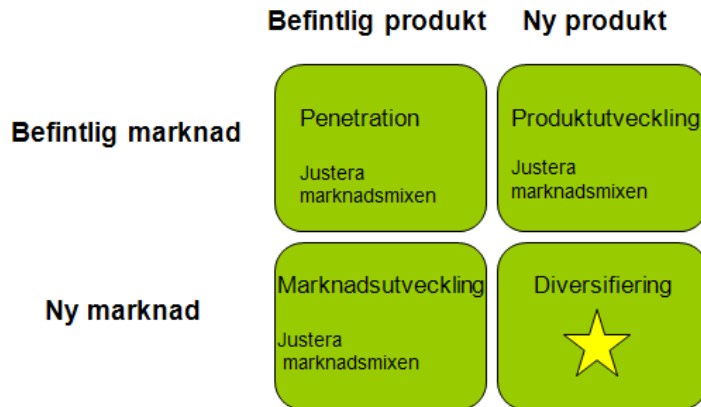 Befintlig produkt Ny produkt
Befintlig marknad
Penetration
Justera
marknadsmixen
Produktutveckling
Justera
marknadsmixen
Ny marknad
Marknadsutveckling
Justera
marknadsmixen
Diversifiering